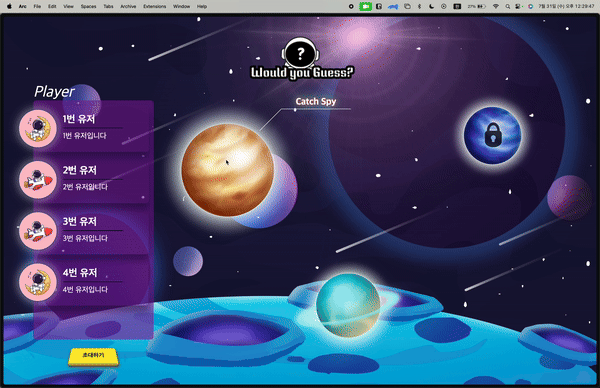 Arc File Edit View Spaces Tabs Archive Extensions Window Help
21%
7월 31일 (수) 오후 12:29:47
?
Would you Guess?
Player
Catch Spy
1번 유저
1번 유저입니다
2번 유저
2번 유저입니다
3번 유저
3번 유저입니다
4번 유저
4번 유저입니다
초대하기